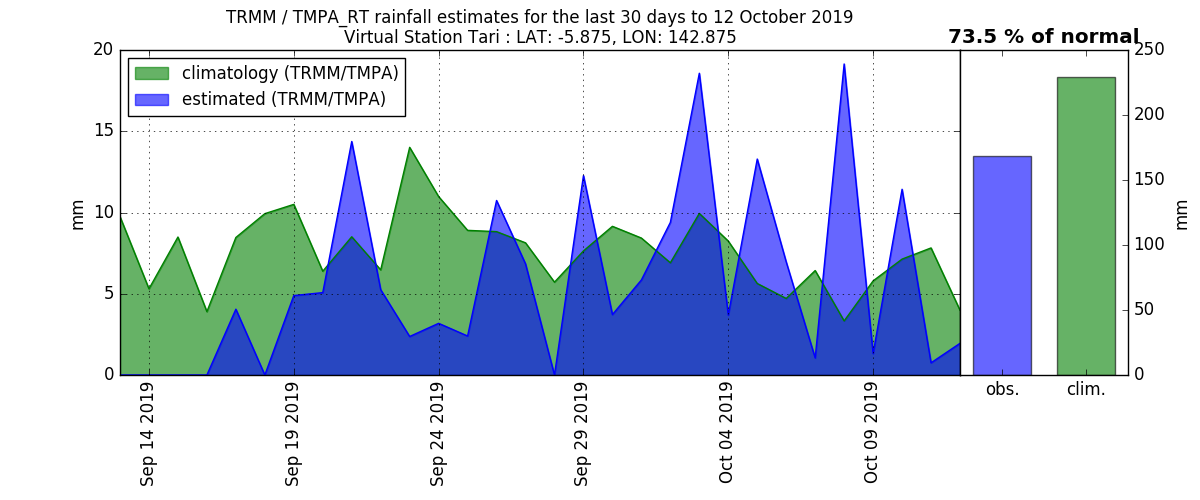 TRMM / TMPA_RT rainfall estimates for the last 30 days to 12 October 2019
Virtual Station Tari : LAT: -5.875, LON: 142.875
73.5 % of normal
climatology (TRMM/TMPA)
estimated (TRMM/TMPA)
20
15
10
5
0
mm
Sep 14 2019
Sep 19 2019
Sep 24 2019
Sep 29 2019
Oct 04 2019
Oct 09 2019
250
200
150
100
50
0
mm
obs.
clim.